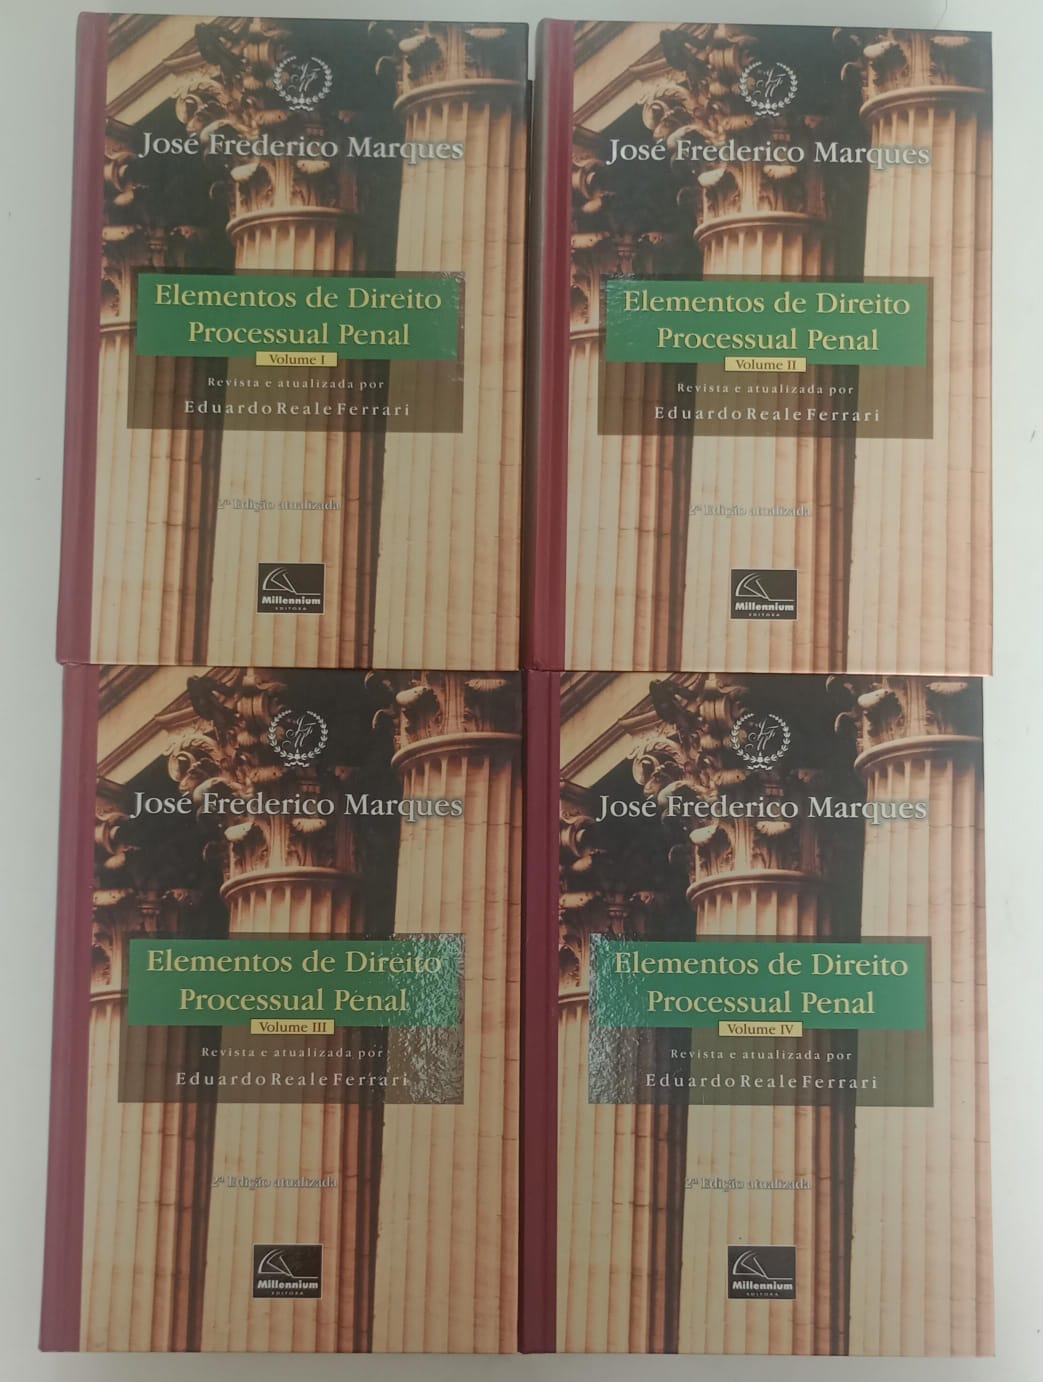 José Frederico Marques
Elementos de Direito
Processual Penal
Volume I
Revista e atualizada por
Eduardo Reale Ferrari
2ª Edição atualizada
Millennium
EDITORA
José Frederico Marques
Elementos de Direito
Processual Penal
Volume II
Revista e atualizada por
Eduardo Reale Ferrari
2ª Edição atualizada
Millennium
EDITORA
José Frederico Marques
Elementos de Direito
Processual Penal
Volume III
Revista e atualizada por
Eduardo Reale Ferrari
2ª Edição atualizada
Millennium
EDITORA
José Frederico Marques
Elementos de Direito
Processual Penal
Volume IV
Revista e atualizada por
Eduardo Reale Ferrari
2ª Edição atualizada
Millennium
EDITORA